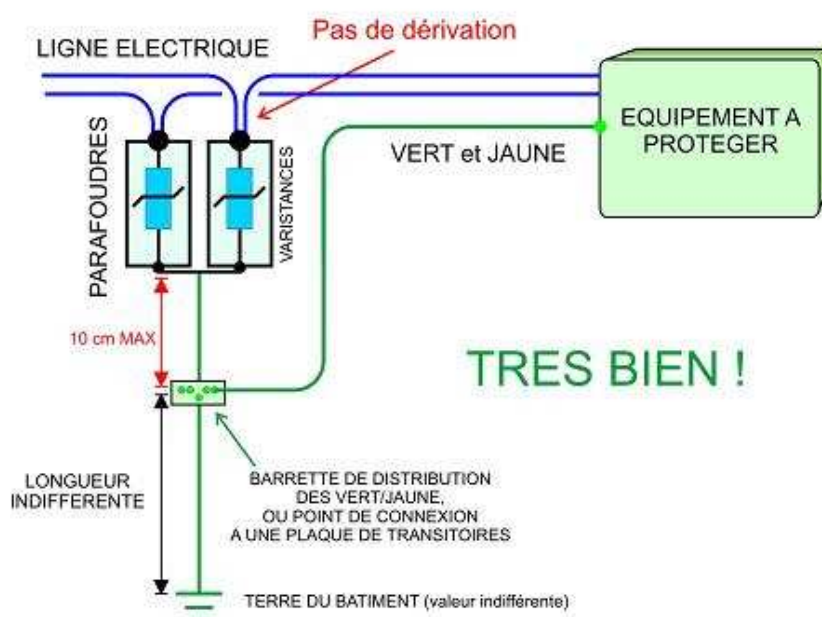 Pas de dérivation
LIGNE ELECTRIQUE
EQUIPEMENT A
PROTEGER
VERT et JAUNE
PARAFOUDRES
VARISTANCES
10 cm MAX
TRES BIEN !
LONGUEUR
INDIFFERENTE
BARRETTE DE DISTRIBUTION
DES VERT/JAUNE,
OU POINT DE CONNEXION
A UNE PLAQUE DE TRANSITOIRES
TERRE DU BATIMENT (valeur indifférente)